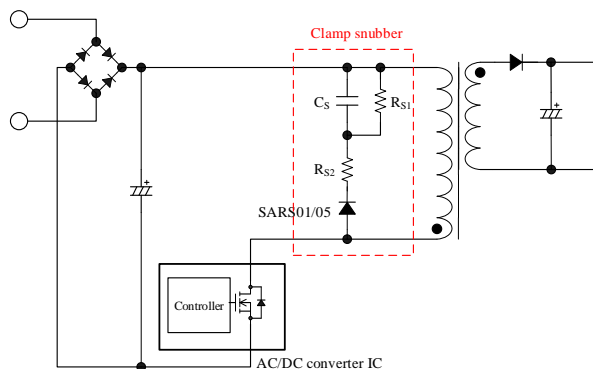 Clamp snubber
CS
RS1
RS2
SARS01/05
Controller
AC/DC converter IC
+
+